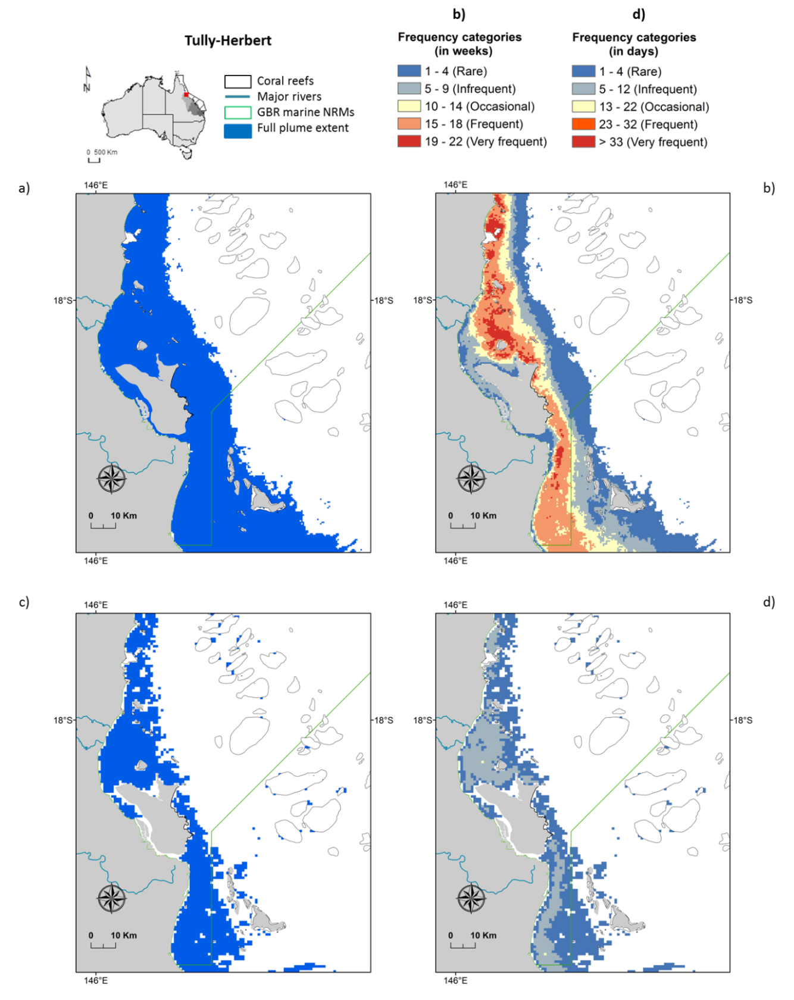 Tully-Herbert
N
0 500 Km
Coral reefs
Major rivers
GBR marine NRMs
Full plume extent
b)
Frequency categories
(in weeks)
1 - 4 (Rare)
5 - 9 (Infrequent)
10 - 14 (Occasional)
15 - 18 (Frequent)
19 - 22 (Very frequent)
d)
Frequency categories
(in days)
1 - 4 (Rare)
5 - 12 (Infrequent)
13 - 22 (Occasional)
23 - 32 (Frequent)
> 33 (Very frequent)
a)
146°E
18°S
18°S
0 10 Km
146°E
b)
146°E
18°S
18°S
0 10 Km
146°E
c)
146°E
18°S
18°S
0 10 Km
146°E
d)
146°E
18°S
18°S
0 10 Km
146°E